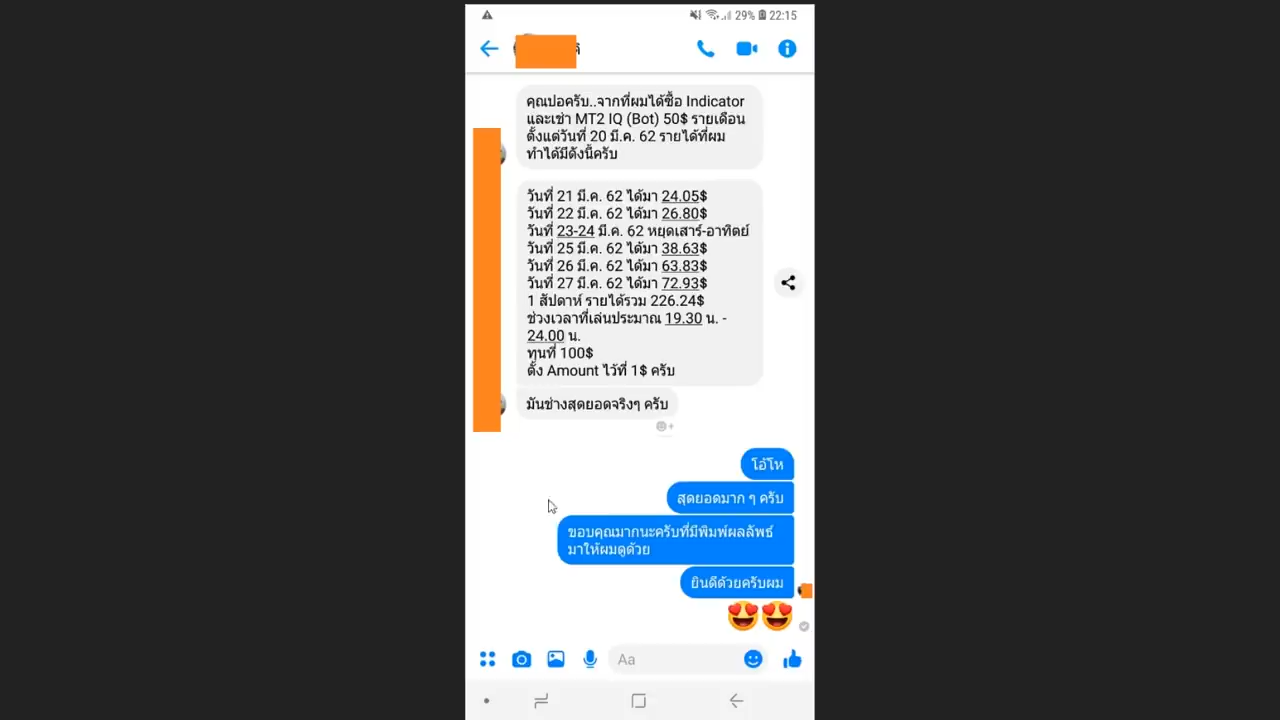 29% 22:15
คุณปอครับ..จากที่ผมได้ซื้อ Indicator
และเช่า MT2 IQ (Bot) 50$ รายเดือน
ตั้งแต่วันที่ 20 มี.ค. 62 รายได้ที่ผม
ทำได้มีดังนี้ครับ
วันที่ 21 มี.ค. 62 ได้มา 24.05$
วันที่ 22 มี.ค. 62 ได้มา 26.80$
วันที่ 23-24 มี.ค. 62 หยุดเสาร์-อาทิตย์
วันที่ 25 มี.ค. 62 ได้มา 38.63$
วันที่ 26 มี.ค. 62 ได้มา 63.83$
วันที่ 27 มี.ค. 62 ได้มา 72.93$
1 สัปดาห์ รายได้รวม 226.24$
ช่วงเวลาที่เล่นประมาณ 19.30 น. -
24.00 น.
ทุนที่ 100$
ตั้ง Amount ไว้ที่ 1$ ครับ
มันช่างสุดยอดจริงๆ ครับ
โอ้โห
สุดยอดมาก ๆ ครับ
ขอบคุณมากนะครับที่มีพิมพ์ผลลัพธ์
มาให้ผมดูด้วย
ยินดีด้วยครับผม
Aa